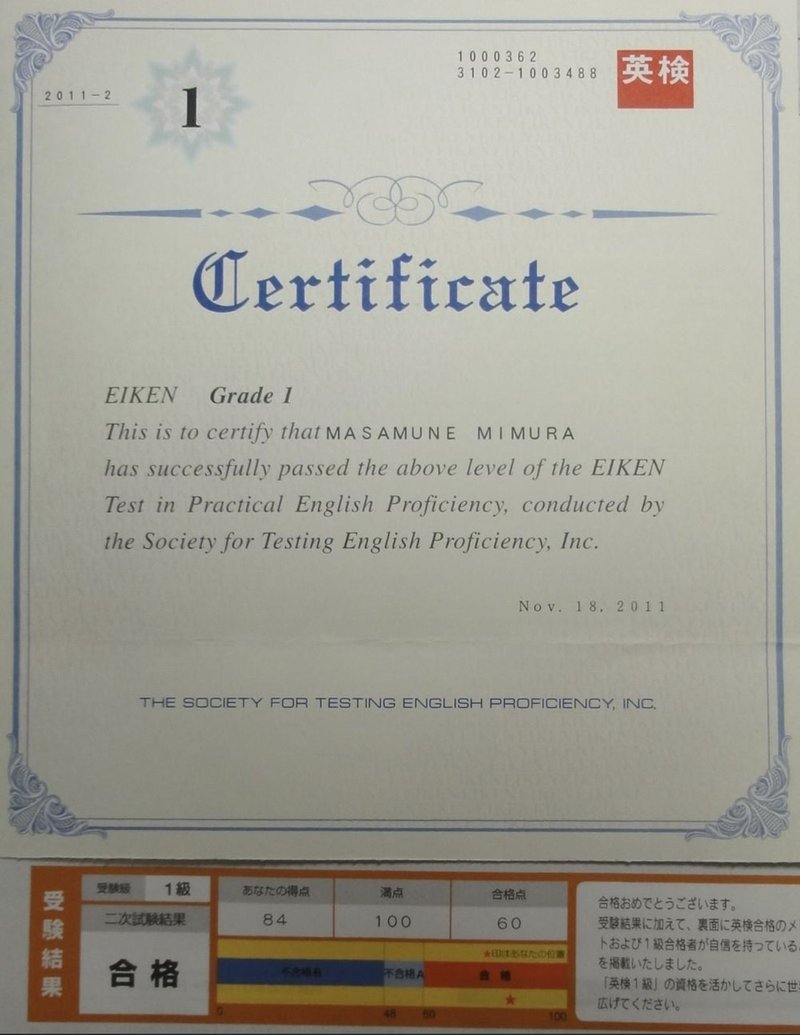 1000362
3102-1003488
英検
2011-2
1
Certificate
EIKEN Grade 1
This is to certify that MASAMUNE MIMURA
has successfully passed the above level of the EIKEN
Test in Practical English Proficiency, conducted by
the Society for Testing English Proficiency, Inc.
Nov. 18, 2011
THE SOCIETY FOR TESTING ENGLISH PROFICIENCY, INC.
受験結果
受験級 1級
二次試験結果
合格
あなたの得点 満点 合格点
84 100 60
★印はあなたの位置
不合格B 不合格A 合格
★
0 48 60 100
合格おめでとうございます。
受験結果に加えて、裏面に英検合格のメ
トおよび1級合格者が自信を持っている
を掲載いたしました。
「英検1級」の資格を活かしてさらに世
広げてください。